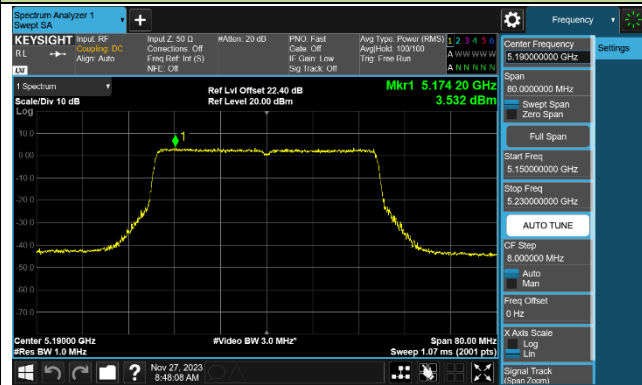 Spectrum Analyzer 1
Swept SA
Frequency
KEYSIGHT
RL
Input: RF
Coupling: DC
Align: Auto
Input Z: 50 Ω
Corrections: Off
Freq Ref: Int (S)
NFE: Off
#Atten: 20 dB
PNO: Fast
Gate: Off
IF Gain: Low
Sig Track: Off
Avg Type: Power (RMS)
Avg|Hold: 100/100
Trig: Free Run
1 2 3 4 5 6
A W W W W W
A N N N N N
1 Spectrum
Scale/Div 10 dB
Log
Ref Lvl Offset 22.40 dB
Ref Level 20.00 dBm
Mkr1 5.174 20 GHz
3.532 dBm
1
10.0
0.00
-10.0
-20.0
-30.0
-40.0
-50.0
-60.0
-70.0
Center 5.19000 GHz
#Res BW 1.0 MHz
#Video BW 3.0 MHz*
Span 80.00 MHz
Sweep 1.07 ms (2001 pts)
Center Frequency
5.190000000 GHz
Settings
Span
80.0000000 MHz
Swept Span
Zero Span
Full Span
Start Freq
5.150000000 GHz
Stop Freq
5.230000000 GHz
AUTO TUNE
CF Step
8.000000 MHz
Auto
Man
Freq Offset
0 Hz
X Axis Scale
Log
Lin
Signal Track
(Span Zoom)
Nov 27, 2023
8:48:08 AM